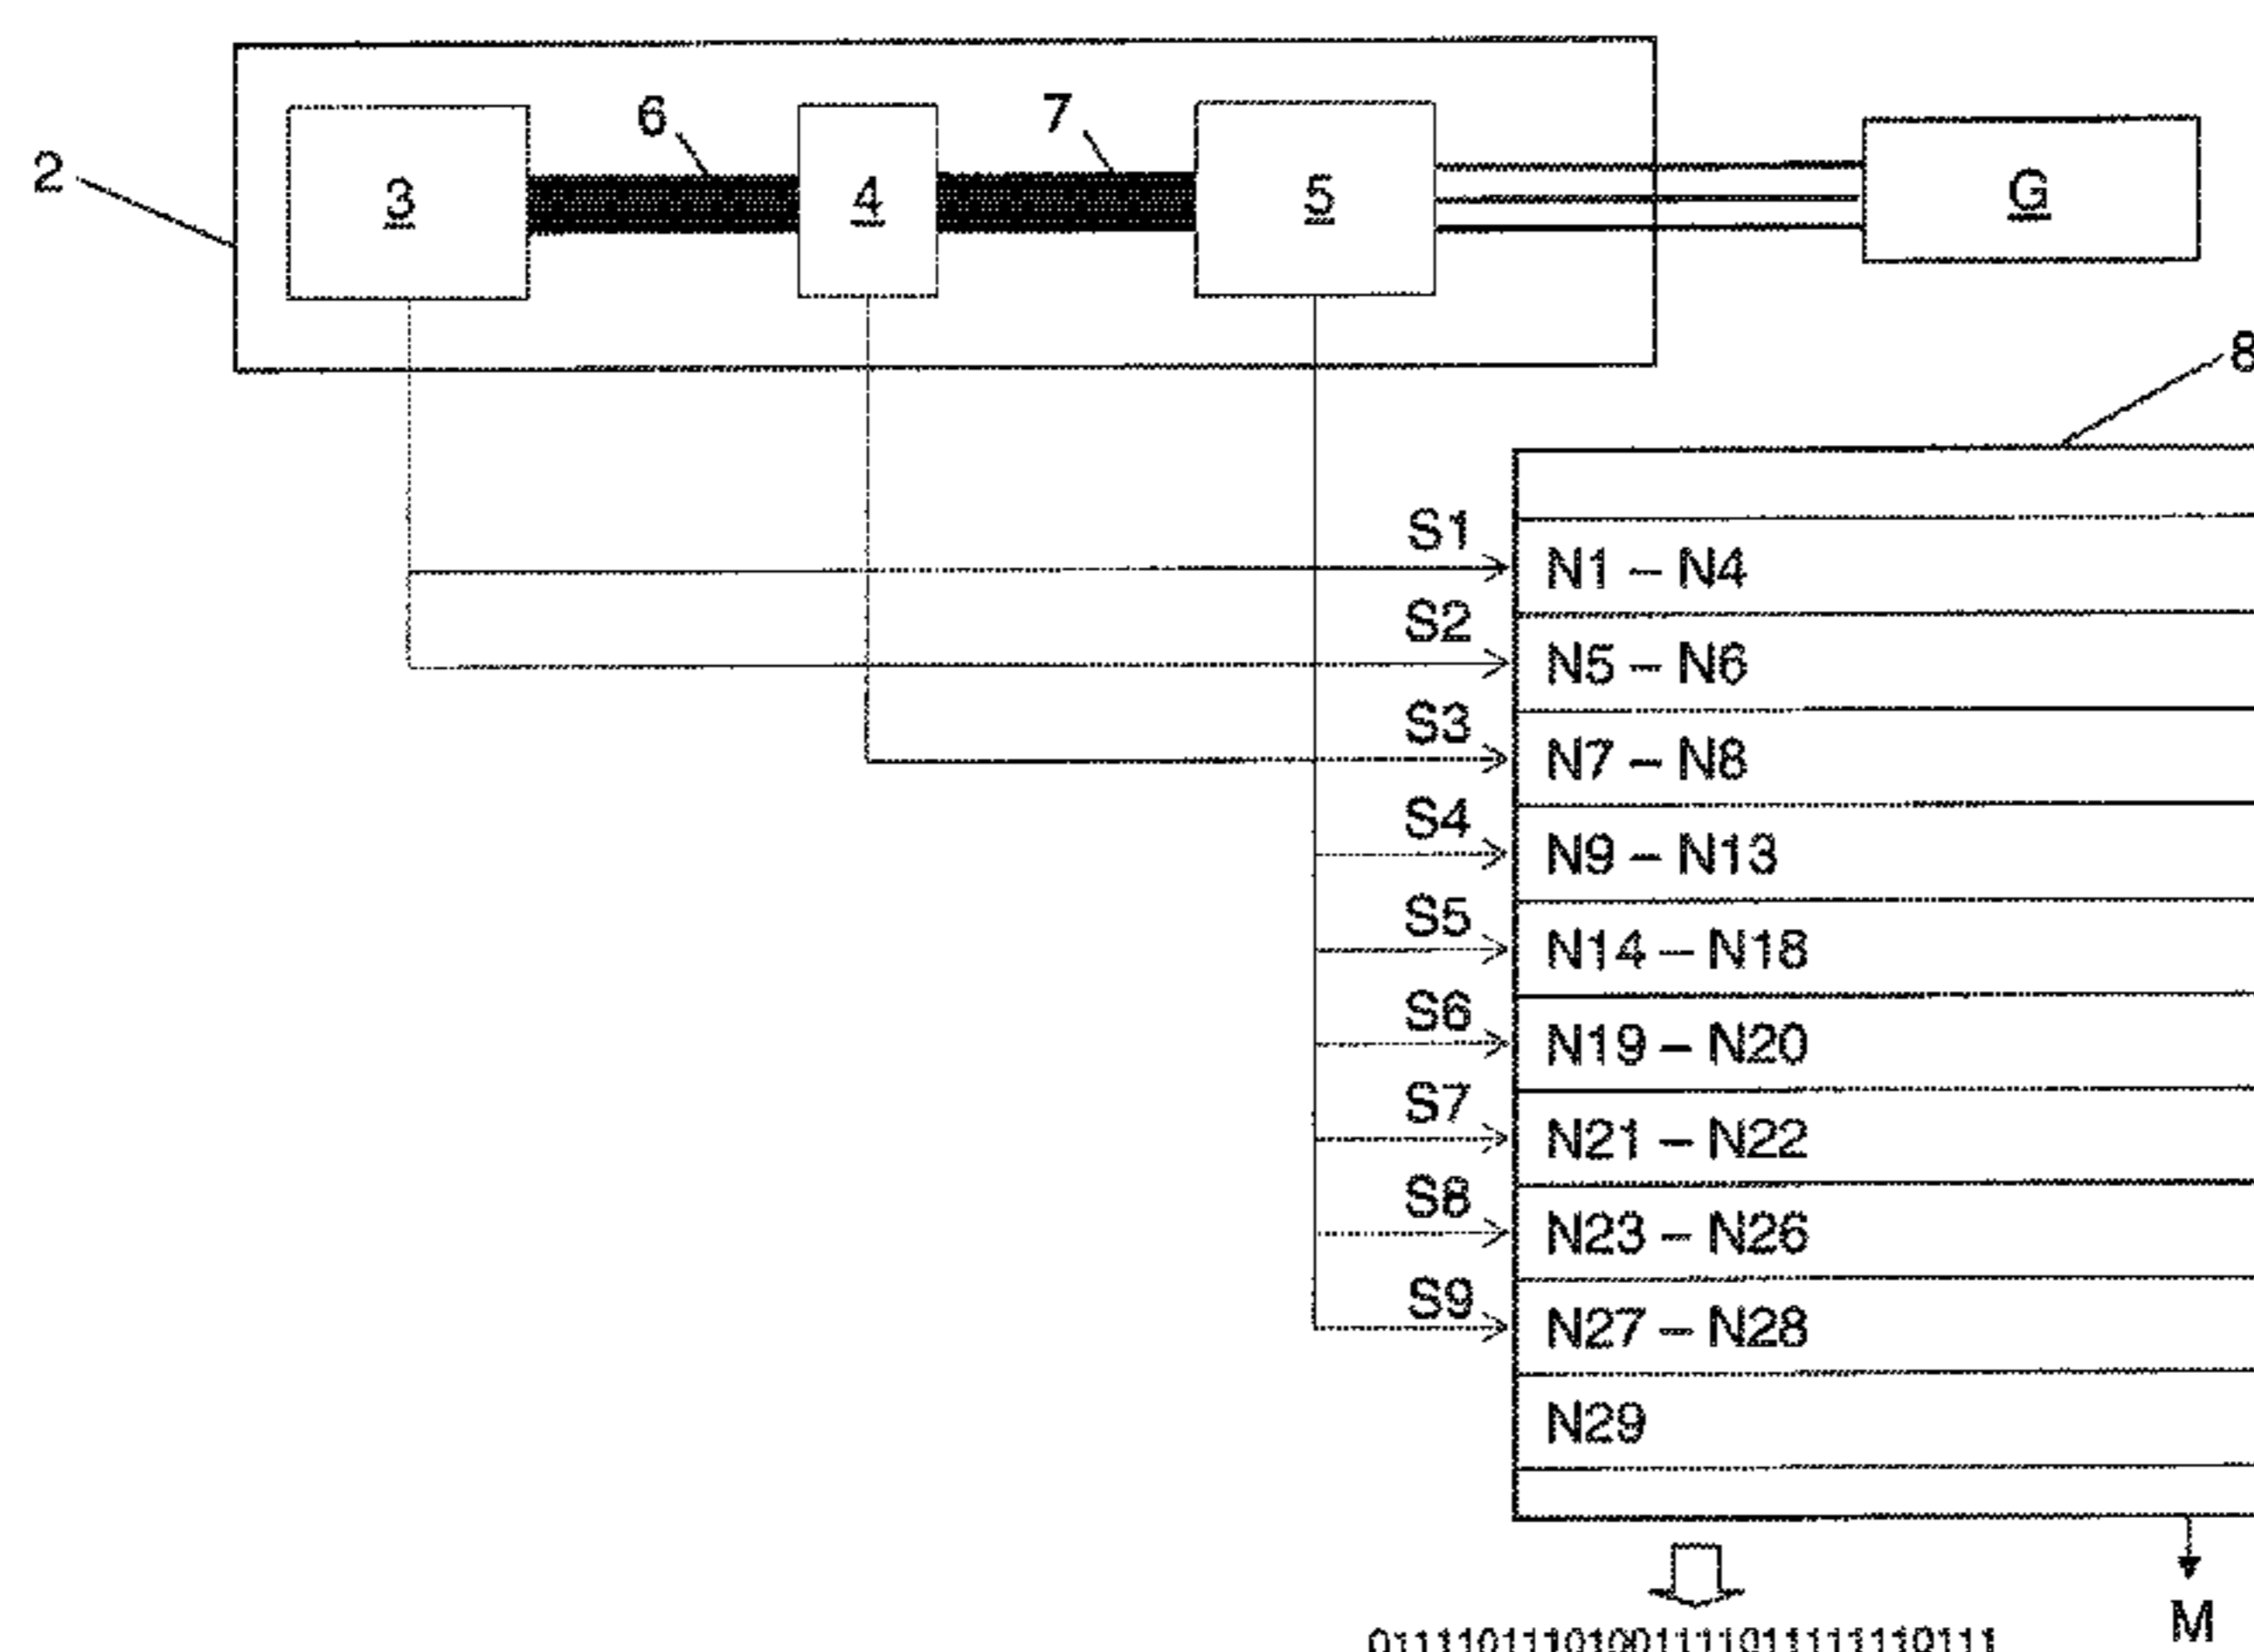 6
7
2
3
4
5
G
8
S1
N1 – N4
S2
N5 – N6
S3
N7 – N8
S4
N9 – N13
S5
N14 – N18
S6
N19 – N20
S7
N21 – N22
S8
N23 – N26
S9
N27 – N28
N29
M